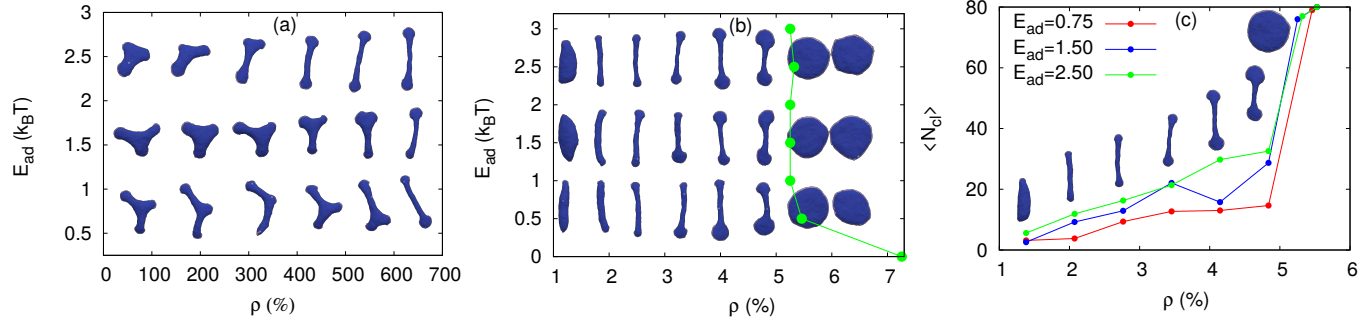 (a)
E_ad (k_BT)
3
2.5
2
1.5
1
0.5
0 100 200 300 400 500 600 700
ρ (%)
(b)
E_ad (k_BT)
3
2.5
2
1.5
1
0.5
0
1 2 3 4 5 6 7
ρ (%)
(c)
E_ad=0.75
E_ad=1.50
E_ad=2.50
<N_cl>
80
60
40
20
0
1 2 3 4 5 6
ρ (%)